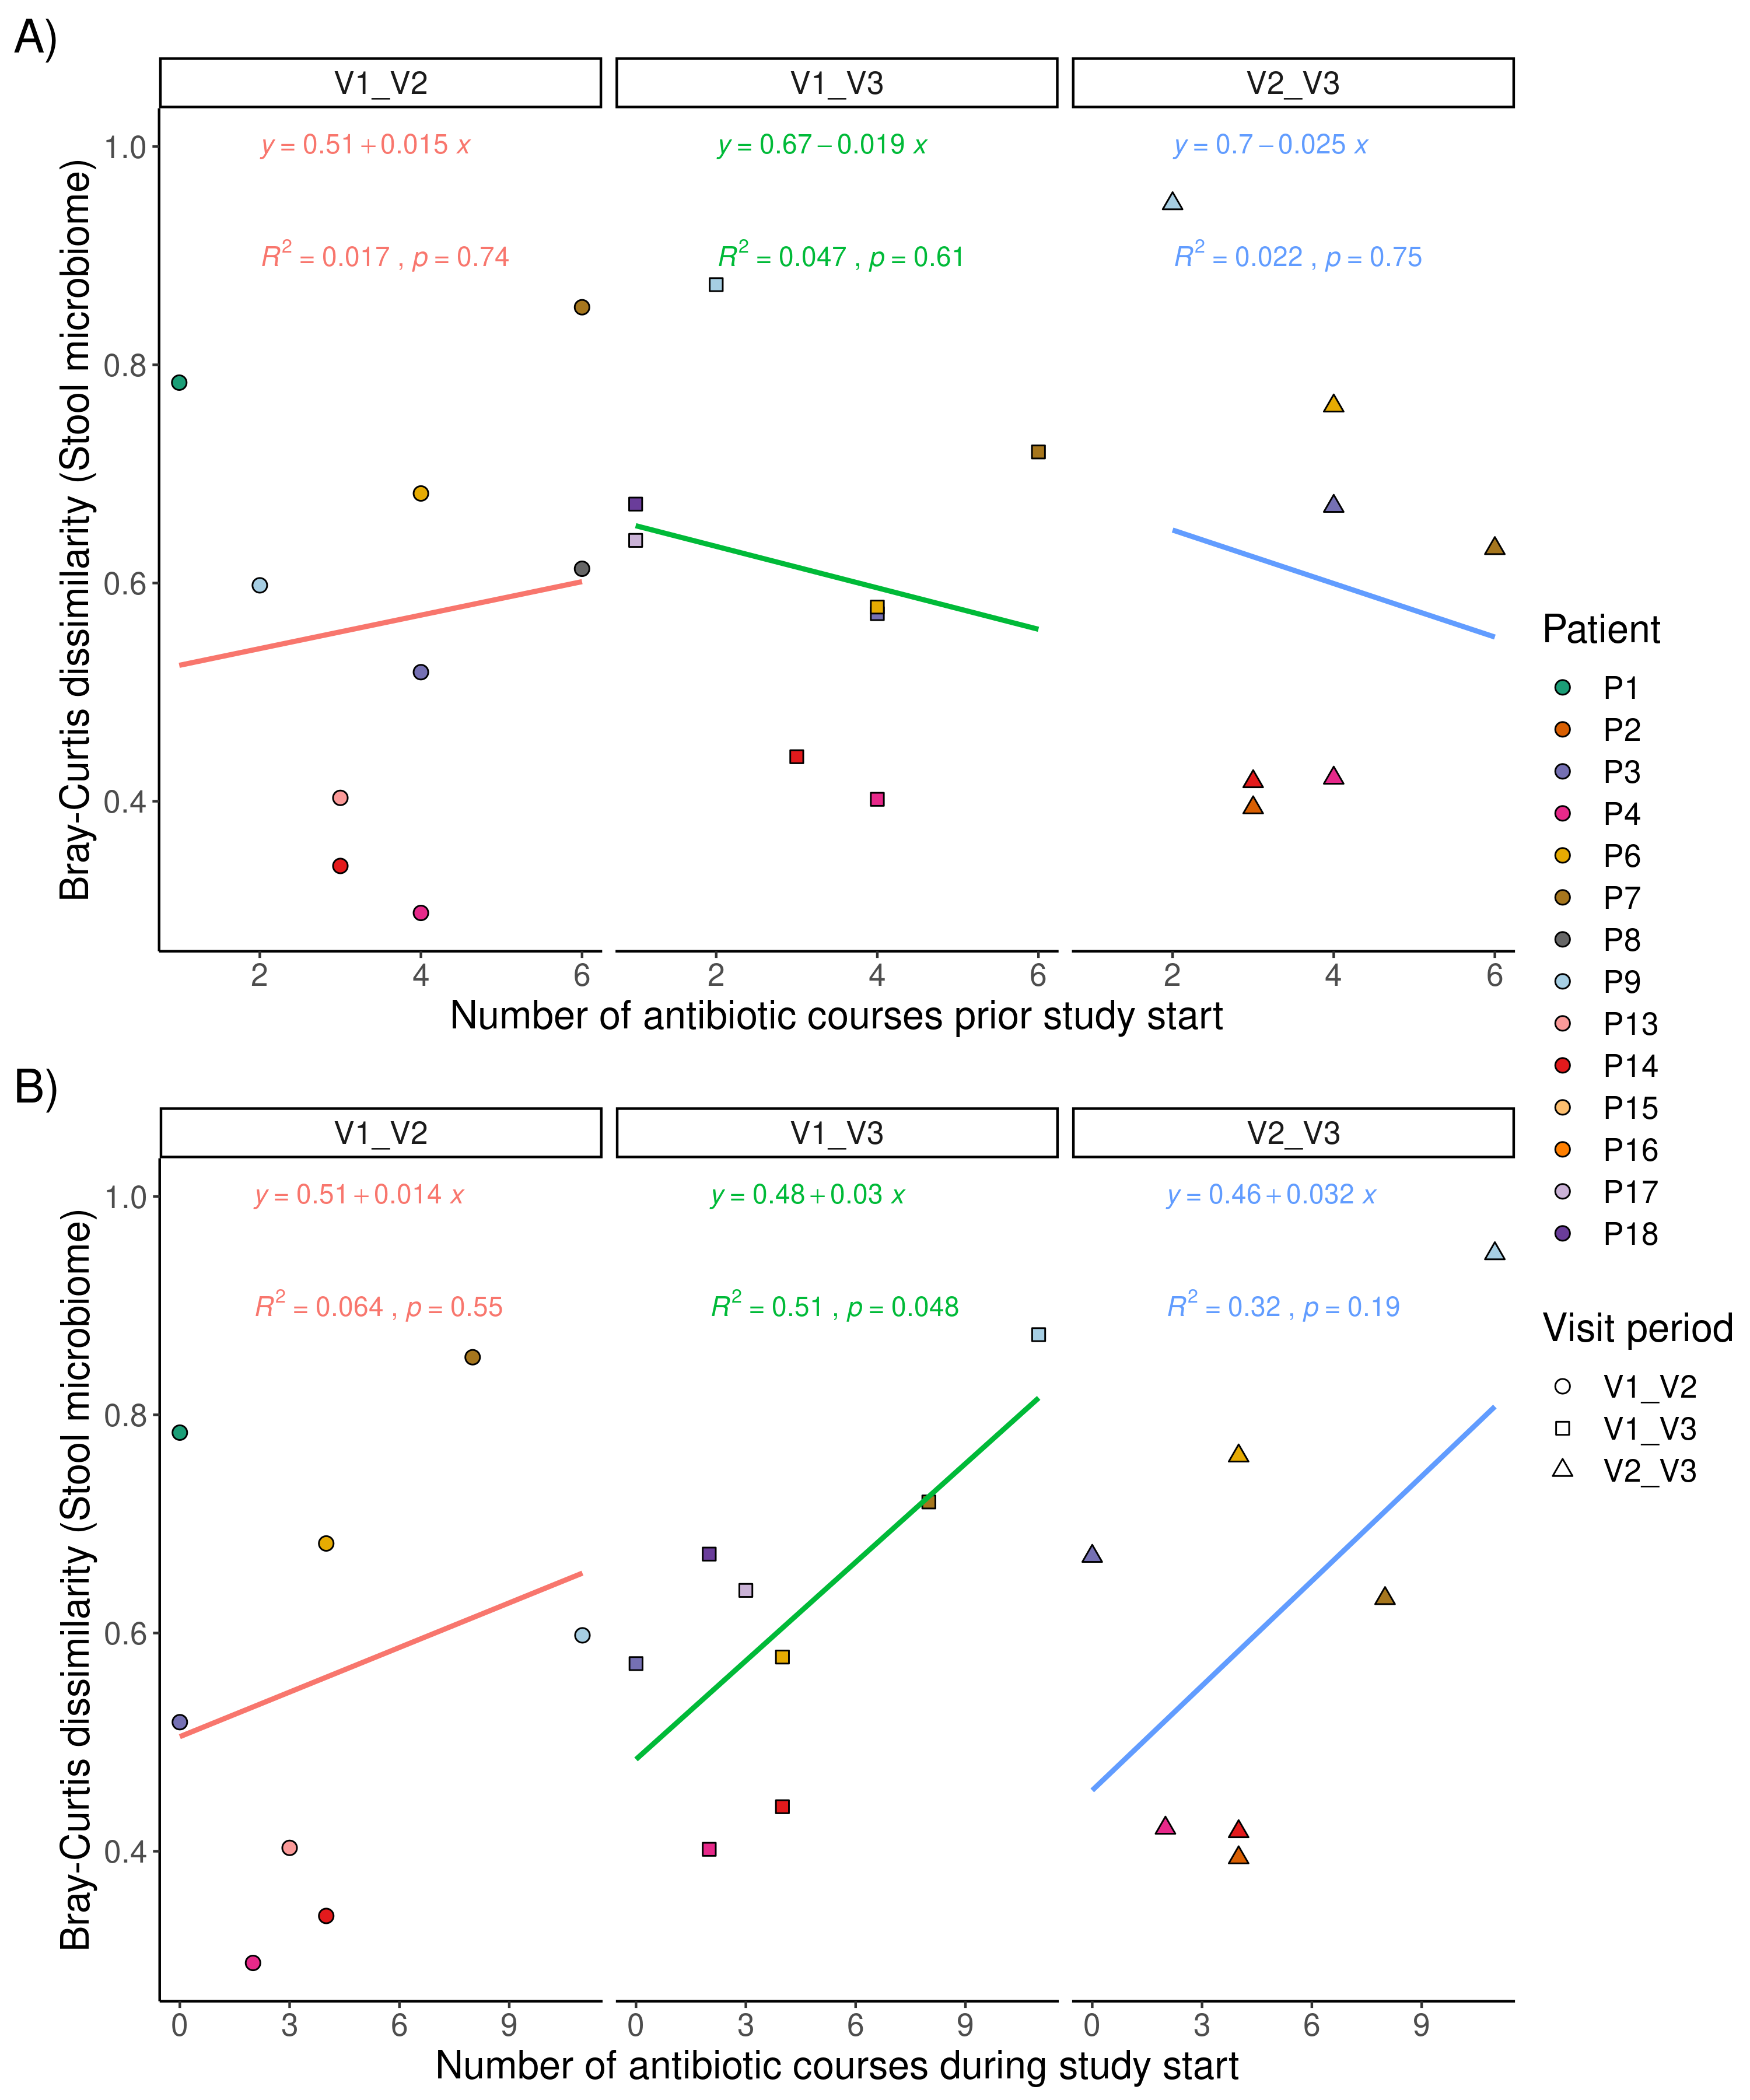 A)
V1_V2 V1_V3 V2_V3
y = 0.51 + 0.015 x y = 0.67 − 0.019 x y = 0.7 − 0.025 x
R² = 0.017 , p = 0.74 R² = 0.047 , p = 0.61 R² = 0.022 , p = 0.75
1.0
0.8
0.6
0.4
Bray-Curtis dissimilarity (Stool microbiome)
2 4 6 2 4 6 2 4 6
Number of antibiotic courses prior study start
B)
V1_V2 V1_V3 V2_V3
y = 0.51 + 0.014 x y = 0.48 + 0.03 x y = 0.46 + 0.032 x
R² = 0.064 , p = 0.55 R² = 0.51 , p = 0.048 R² = 0.32 , p = 0.19
1.0
0.8
0.6
0.4
Bray-Curtis dissimilarity (Stool microbiome)
0 3 6 9 0 3 6 9 0 3 6 9
Number of antibiotic courses during study start
Patient
P1
P2
P3
P4
P6
P7
P8
P9
P13
P14
P15
P16
P17
P18
Visit period
V1_V2
V1_V3
V2_V3